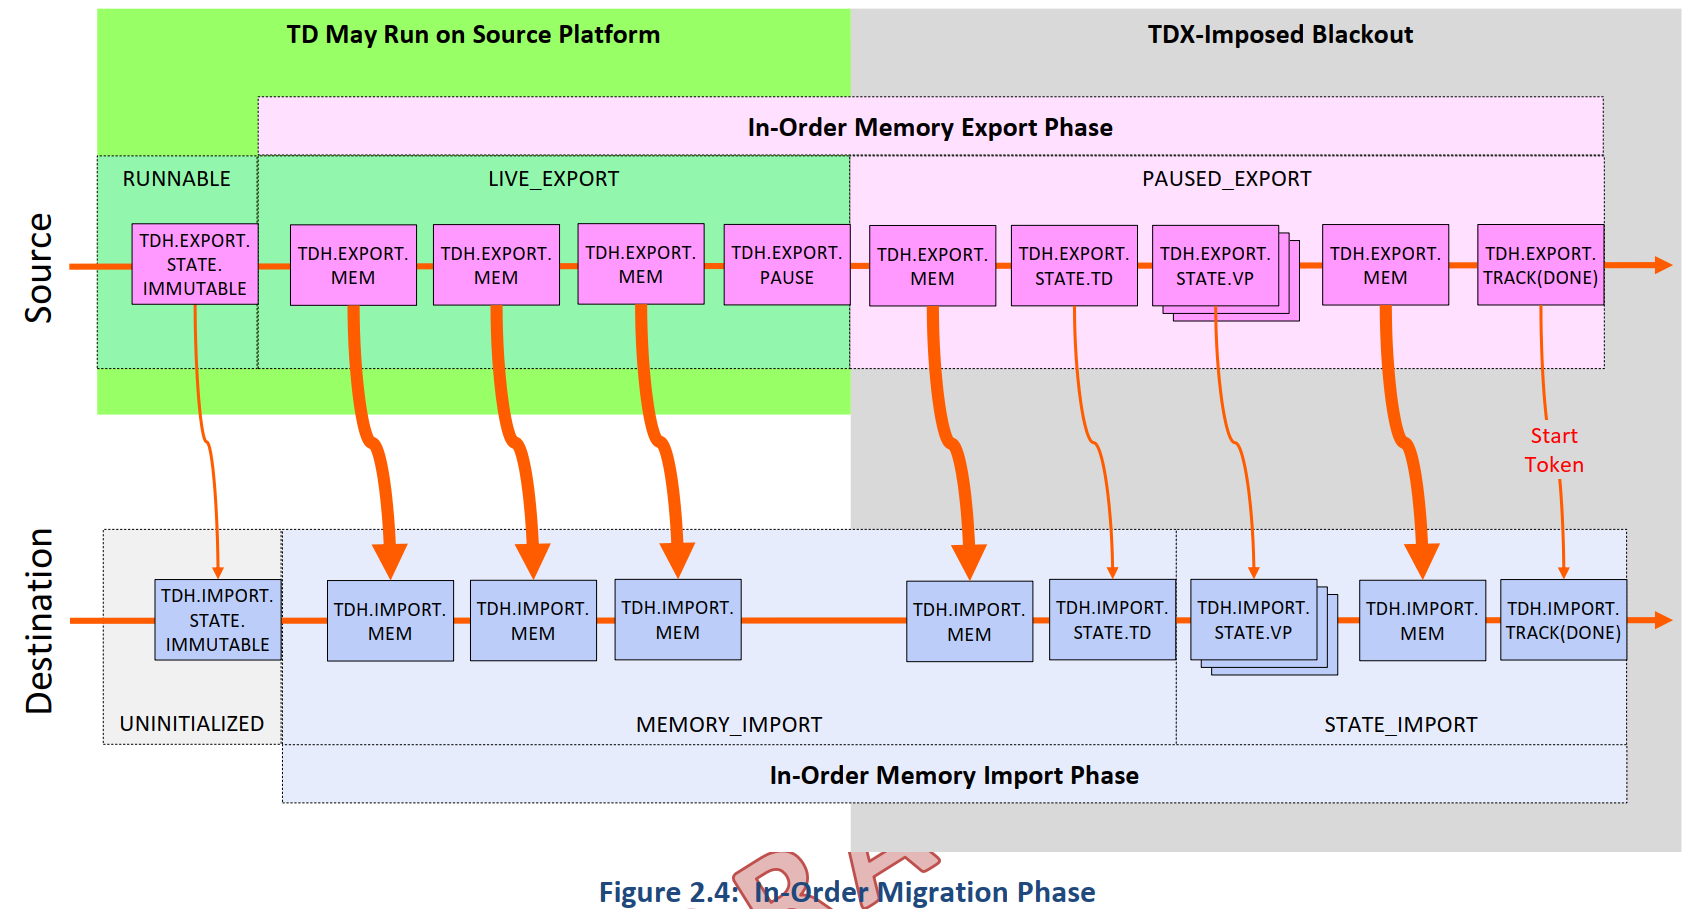 TD May Run on Source Platform
TDX-Imposed Blackout
In-Order Memory Export Phase
RUNNABLE
LIVE_EXPORT
PAUSED_EXPORT
Source
TDH.EXPORT.
STATE.
IMMUTABLE
TDH.EXPORT.
MEM
TDH.EXPORT.
MEM
TDH.EXPORT.
MEM
TDH.EXPORT.
PAUSE
TDH.EXPORT.
MEM
TDH.EXPORT.
STATE.TD
TDH.EXPORT.
STATE.VP
TDH.EXPORT.
MEM
TDH.EXPORT.
TRACK(DONE)
Start
Token
Destination
TDH.IMPORT.
STATE.
IMMUTABLE
TDH.IMPORT.
MEM
TDH.IMPORT.
MEM
TDH.IMPORT.
MEM
TDH.IMPORT.
MEM
TDH.IMPORT.
STATE.TD
TDH.IMPORT.
STATE.VP
TDH.IMPORT.
MEM
TDH.IMPORT.
TRACK(DONE)
UNINITIALIZED
MEMORY_IMPORT
STATE_IMPORT
In-Order Memory Import Phase
Figure 2.4: In-Order Migration Phase